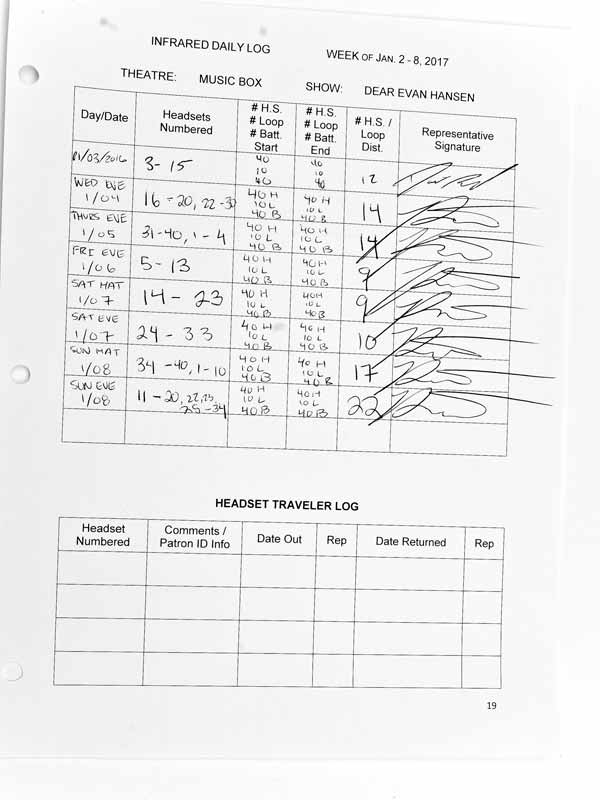 INFRARED DAILY LOG
WEEK OF JAN. 2 - 8, 2017
THEATRE: MUSIC BOX SHOW: DEAR EVAN HANSEN
Day/Date Headsets Numbered # H.S. # Loop # Batt. Start # H.S. # Loop # Batt. End # H.S. / Loop Dist. Representative Signature
01/03/2016 3-15 40 10 40 40 10 40 12
WED EVE 1/04 16-20, 22-30 40 H 10 L 40 B 40 H 10 L 40 B 14
THURS EVE 1/05 31-40, 1-4 40 H 10 L 40 B 40 H 10 L 40 B 14
FRI EVE 1/06 5-13 40 H 10 L 40 B 40 H 10 L 40 B 9
SAT MAT 1/07 14-23 40 H 10 L 40 B 40 H 10 L 40 B 9
SAT EVE 1/07 24-33 40 H 10 L 40 B 40 H 10 L 40 B 10
SUN MAT 1/08 34-40, 1-10 40 H 10 L 40 B 40 H 10 L 40 B 17
SUN EVE 1/08 11-20, 22, 23, 25-34 40 H 10 L 40 B 40 H 10 L 40 B 22
HEADSET TRAVELER LOG
Headset Numbered Comments / Patron ID Info Date Out Rep Date Returned Rep
19